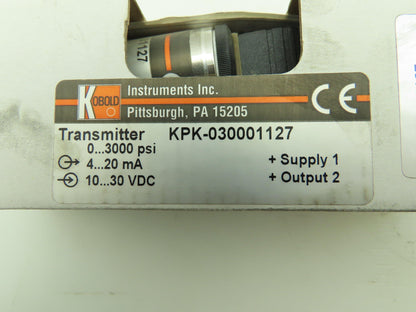 1127
KOBOLD
Instruments Inc.
Pittsburgh, PA 15205
CE
Transmitter KPK-030001127
0...3000 psi
4...20 mA + Supply 1
10...30 VDC + Output 2